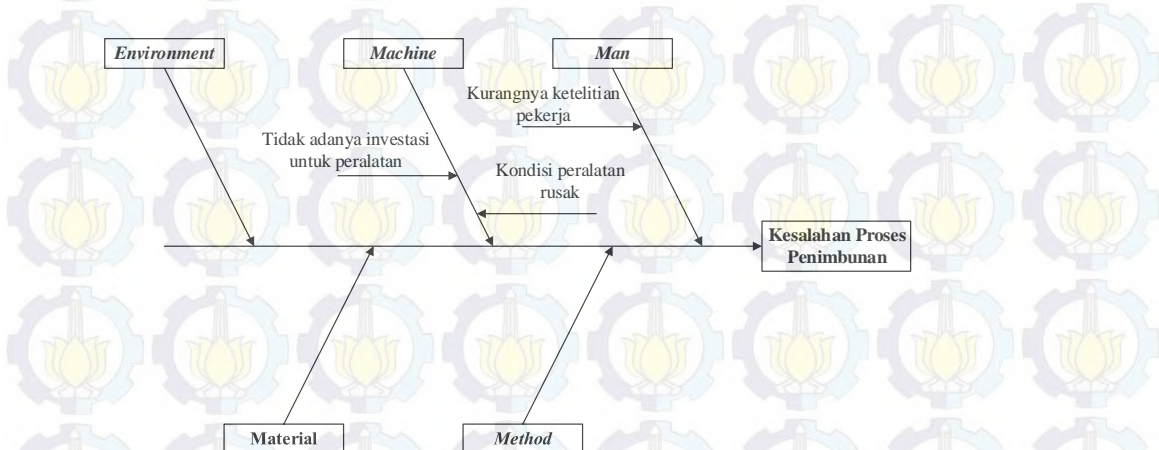 Environment
Machine
Man
Kurangnya ketelitian
pekerja
Tidak adanya investasi
untuk peralatan
Kondisi peralatan
rusak
Kesalahan Proses
Penimbunan
Material
Method